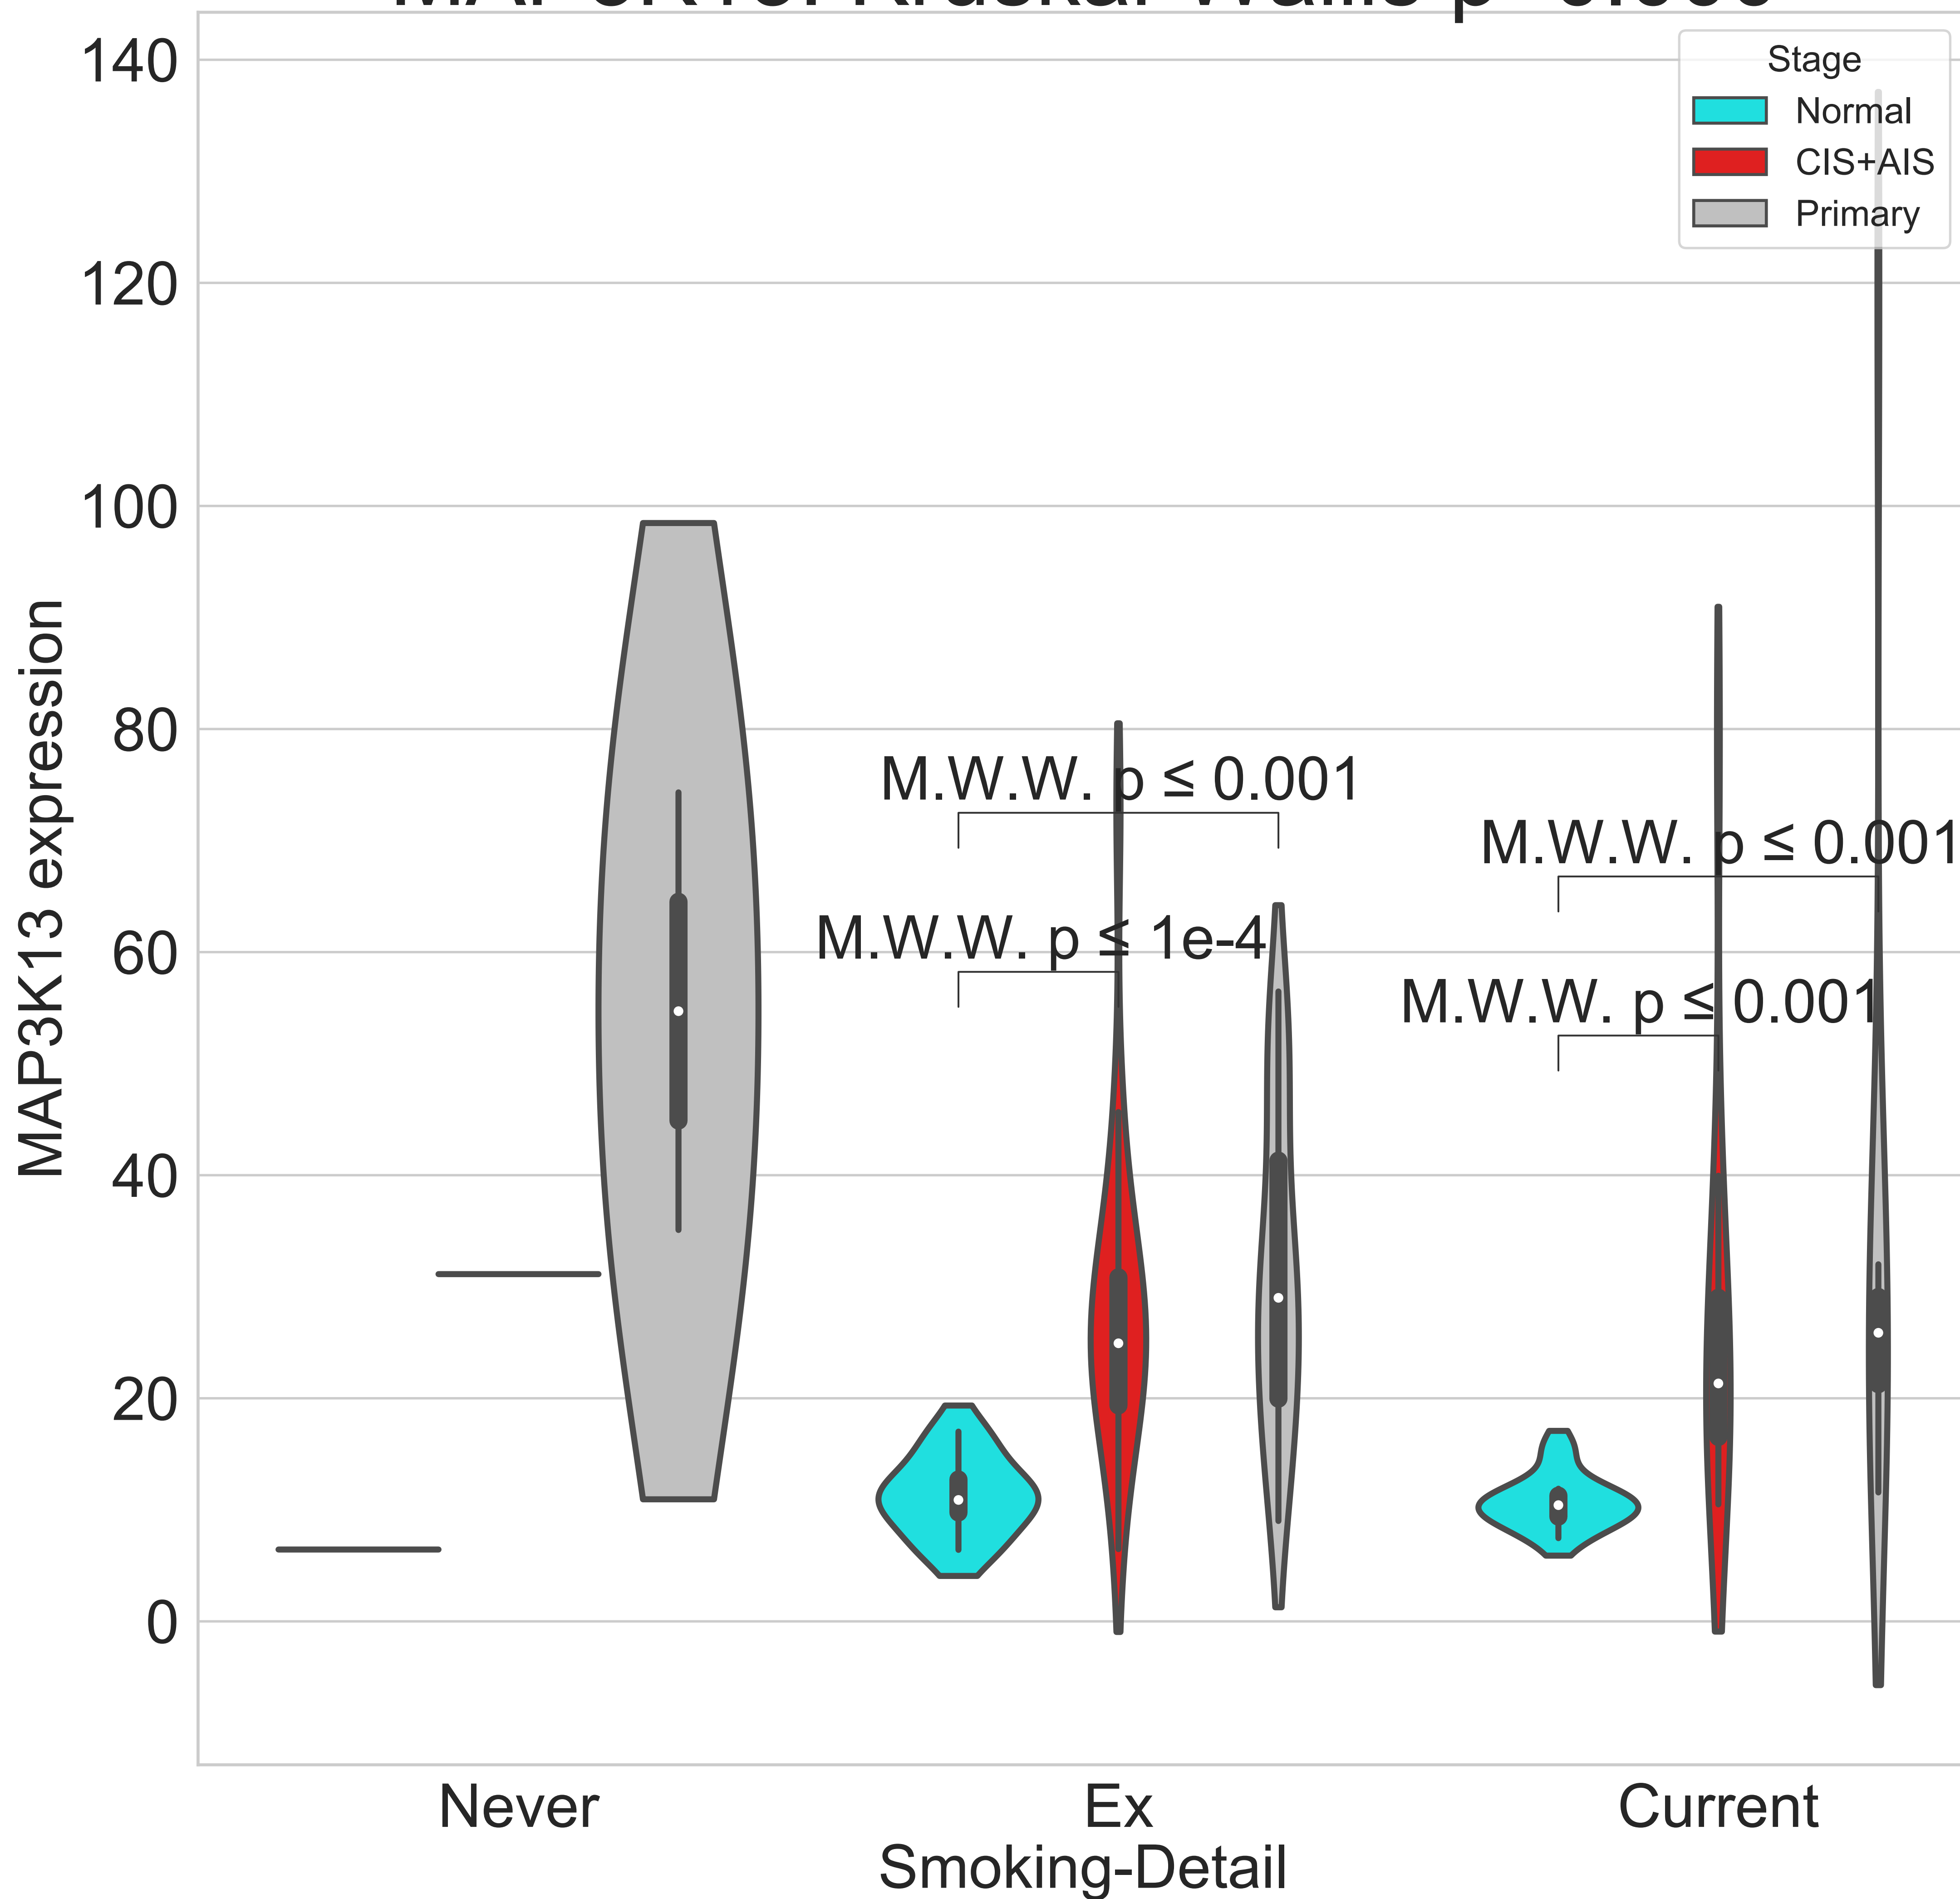 140
120
100
80
60
40
20
0
MAP3K13 expression
Stage
Normal
CIS+AIS
Primary
M.W.W. p ≤ 0.001
M.W.W. p ≤ 1e-4
M.W.W. p ≤ 0.001
M.W.W. p ≤ 0.001
Never
Ex
Current
Smoking-Detail